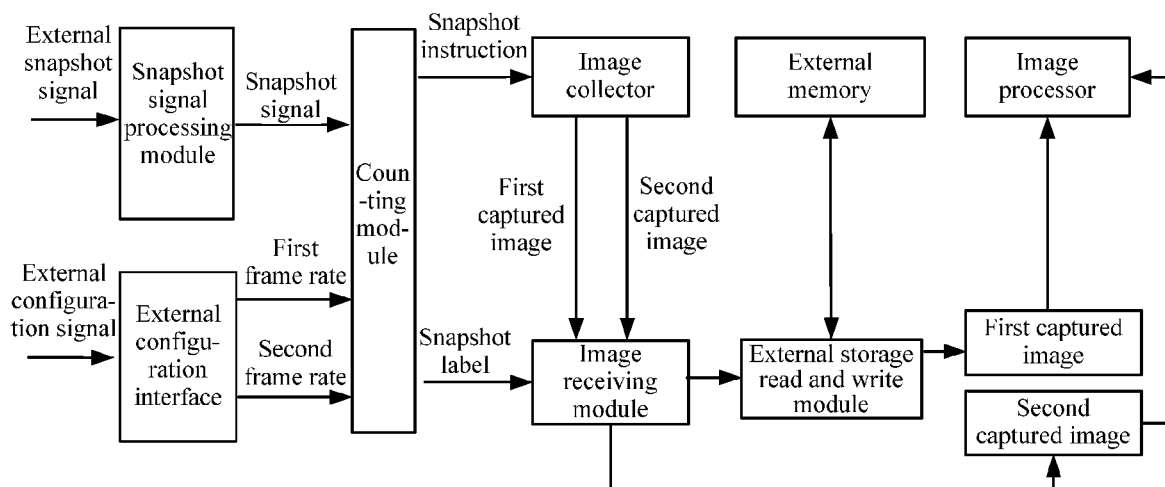 External
snapshot
signal
Snapshot
signal
processing
module
Snapshot
signal
External
configura-
tion signal
External
configu-
ration
interface
First
frame rate
Second
frame rate
Coun
-ting
mod-
ule
Snapshot
instruction
Snapshot
label
Image
collector
First
captured
image
Second
captured
image
Image
receiving
module
External
memory
External storage
read and write
module
Image
processor
First captured
image
Second
captured image